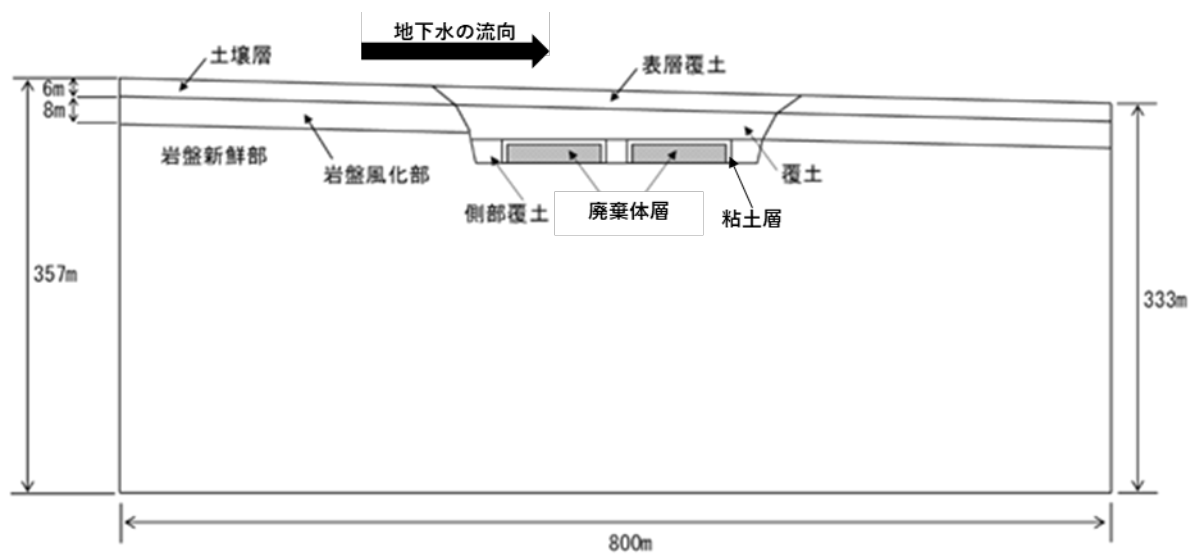 地下水の流向
土壌層
表層覆土
6m
8m
岩盤新鮮部
岩盤風化部
覆土
側部覆土
廃棄体層
粘土層
357m
333m
800m